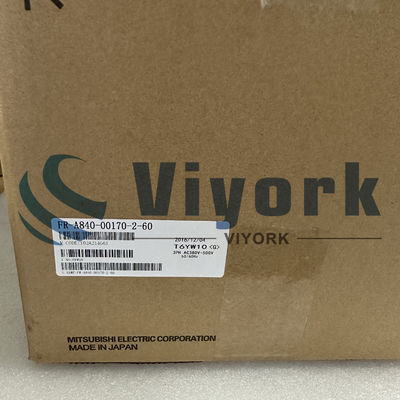 Viyork
VIYORK
FR-A840-00170-2-60
2018/12/04
T6YW10 <G>
3PH AC380V-500V
50/60Hz
MITSUBISHI ELECTRIC CORPORATION
MADE IN JAPAN